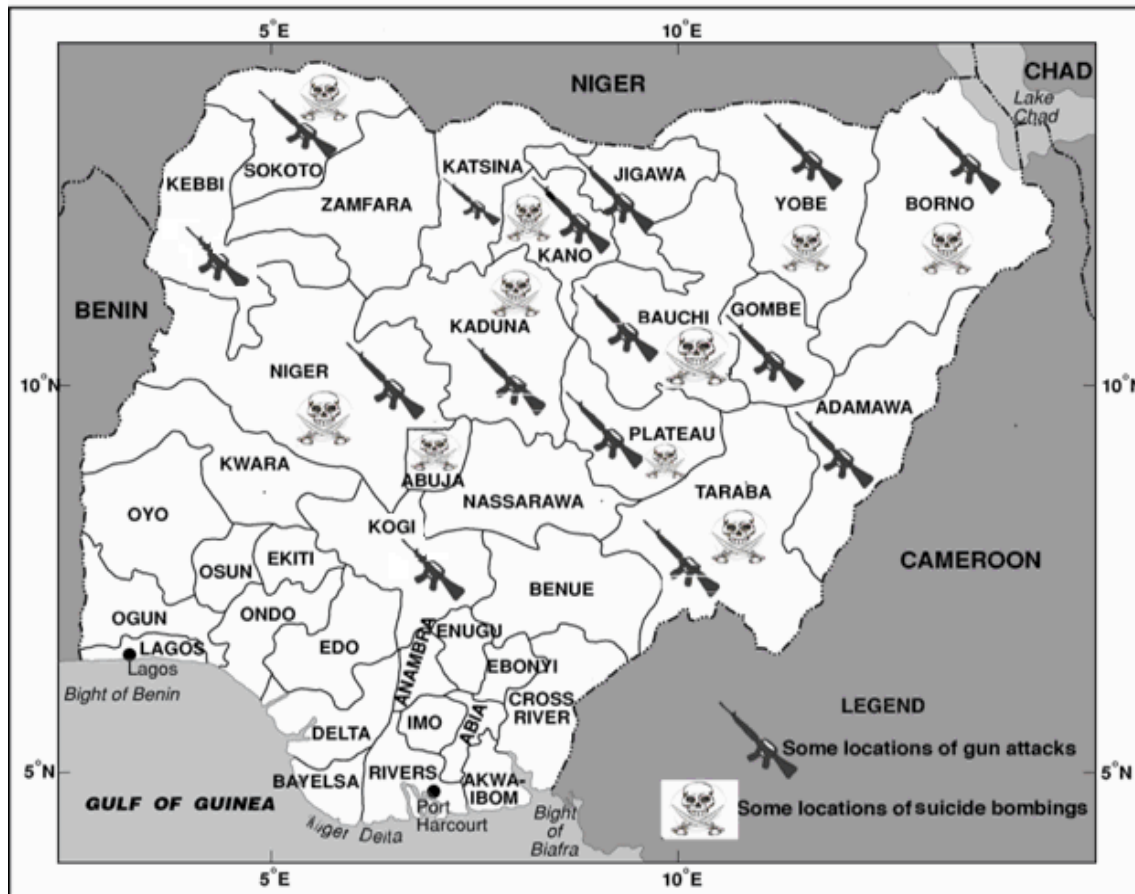 5°E
10°E
NIGER
CHAD
Lake
Chad
KATSINA
JIGAWA
SOKOTO
KEBBI
ZAMFARA
YOBE
BORNO
KANO
BENIN
BAUCHI
GOMBE
KADUNA
10°N
NIGER
10°N
ADAMAWA
PLATEAU
KWARA
ABUJA
TARABA
NASSARAWA
OYO
KOGI
EKITI
CAMEROON
OSUN
BENUE
OGUN
ONDO
ENUGU
LAGOS
Lagos
EDO
ANAMBRA
EBONYI
Bight of Benin
CROSS
RIVER
LEGEND
IMO
ABIA
DELTA
Some locations of gun attacks
5°N
BAYELSA
RIVERS
AKWA-
IBOM
5°N
GULF OF GUINEA
Port
Harcourt
Some locations of suicide bombings
Niger Delta
Bight
of
Biafra
5°E
10°E